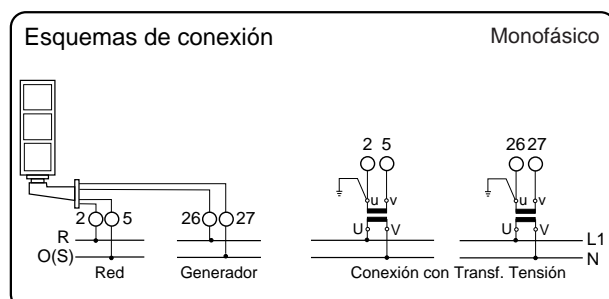 Esquemas de conexión
Monofásico
2 5
26 27
u v
u v
2 5
26 27
U V
U V
R
L1
O(S)
N
Red
Generador
Conexión con Transf. Tensión